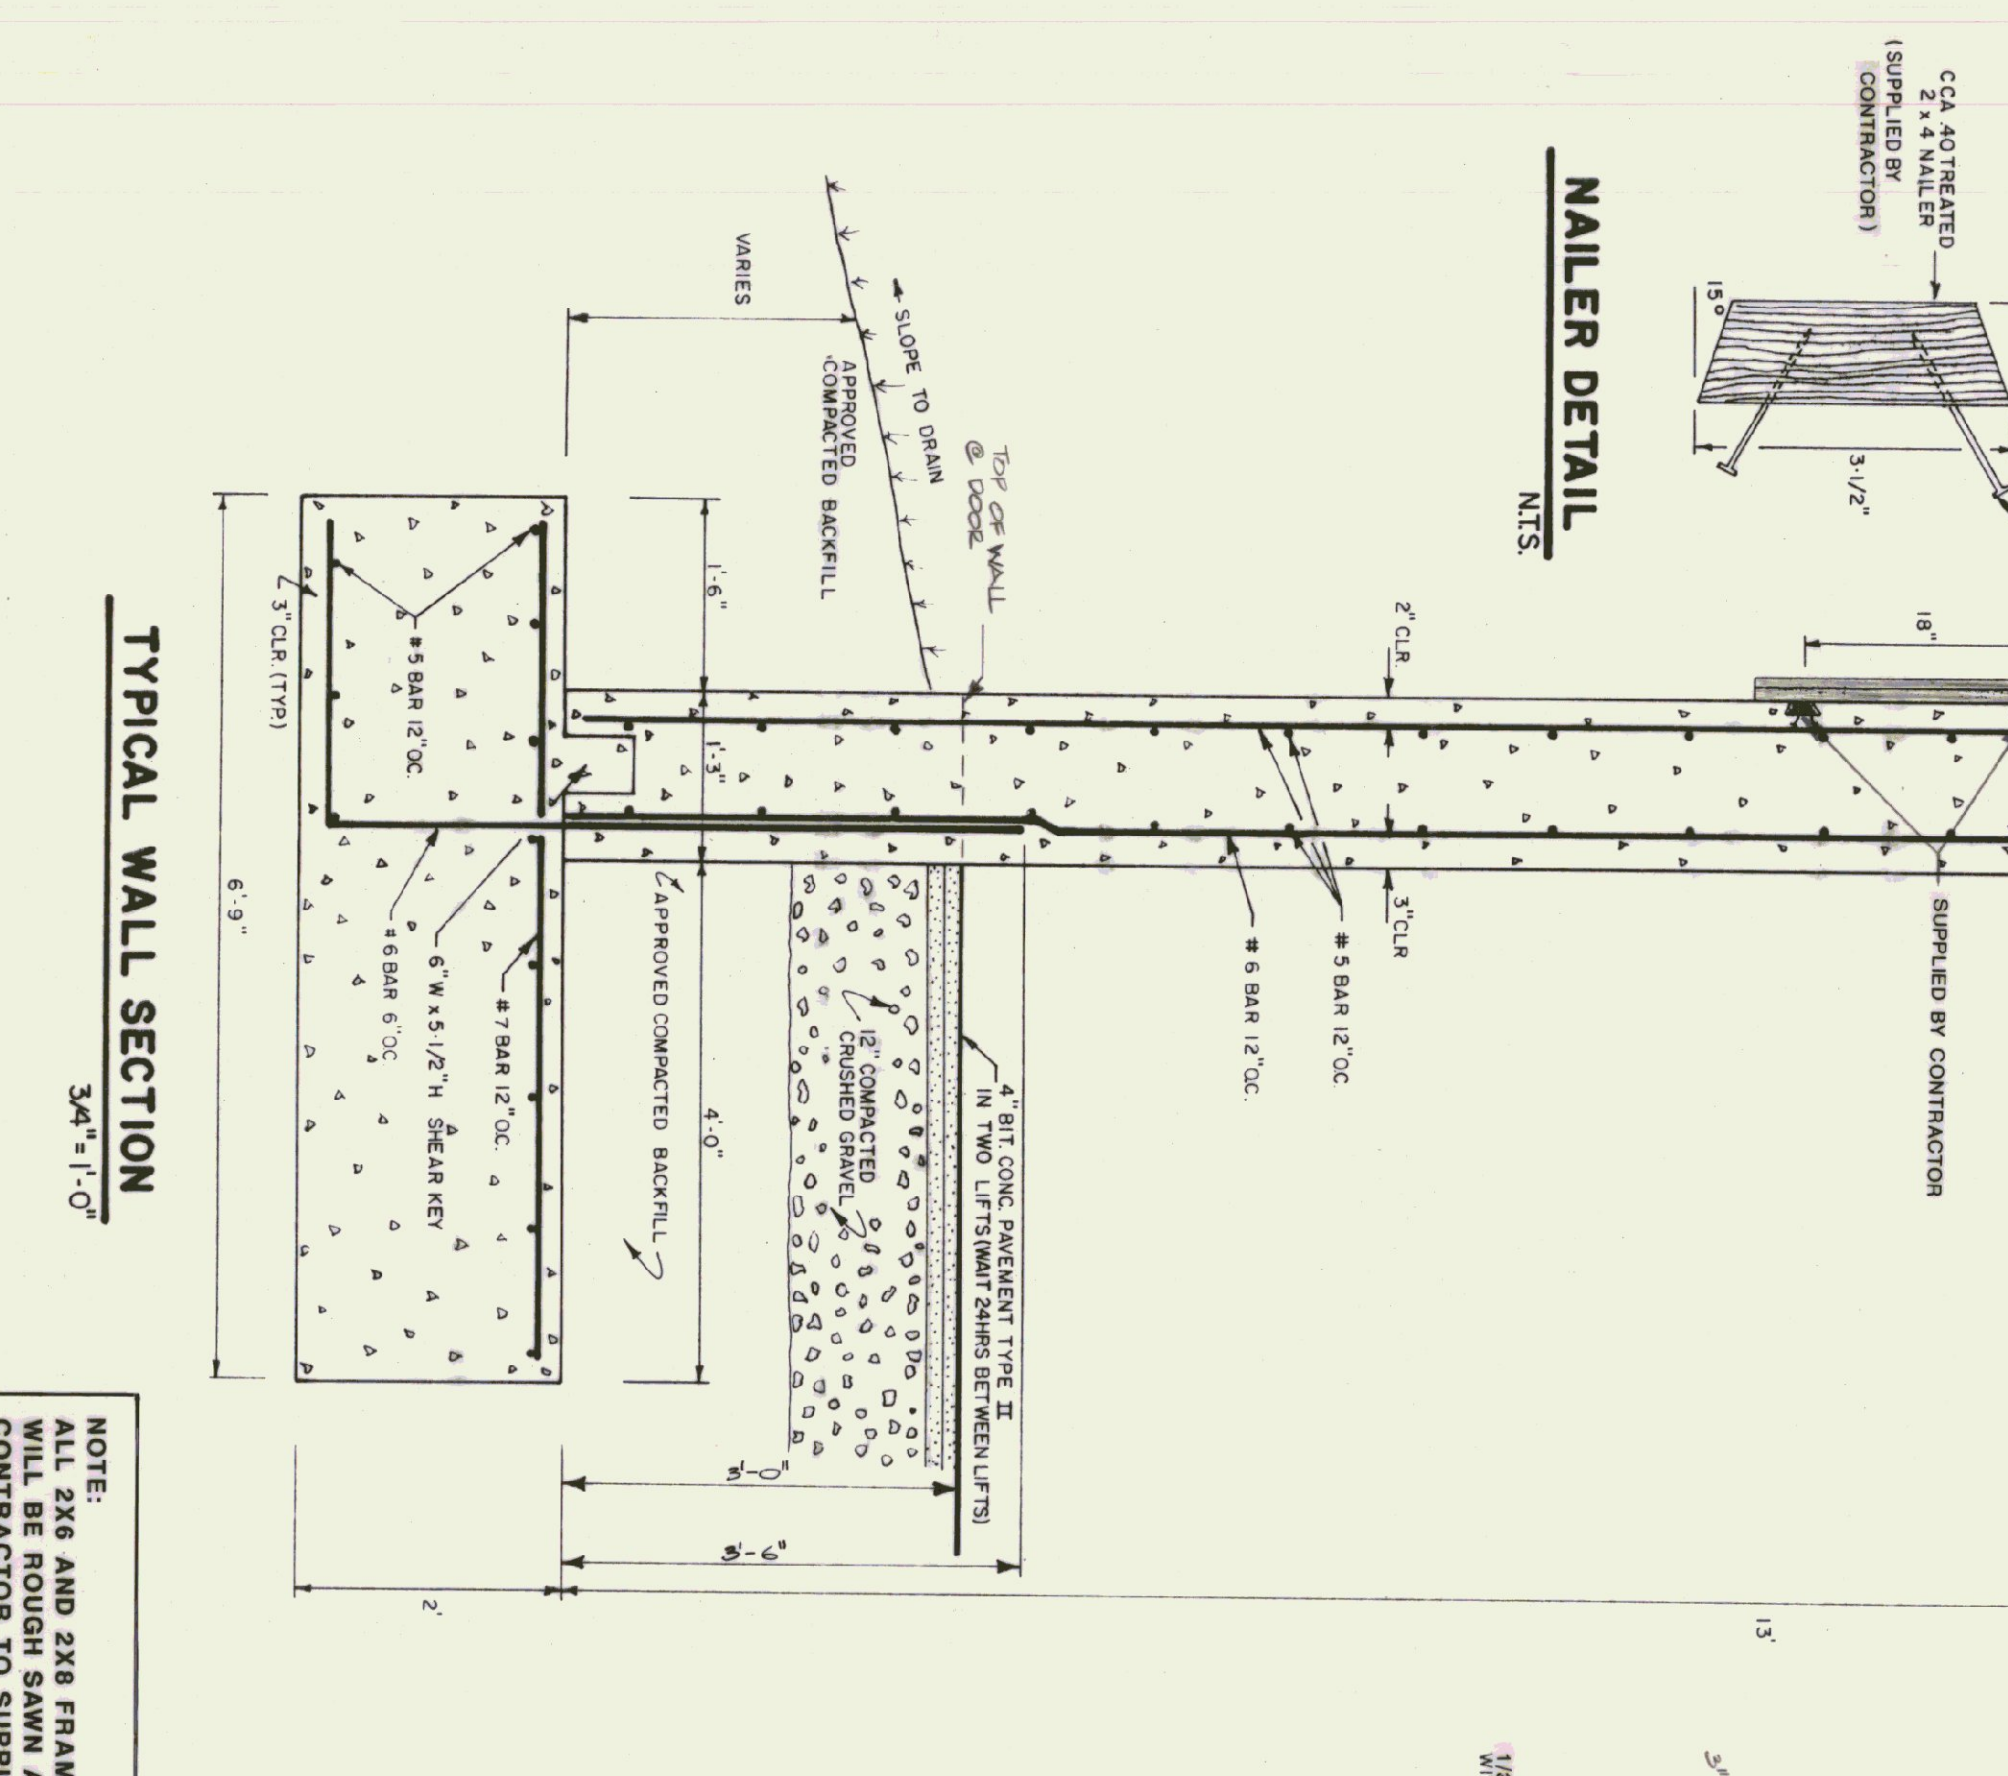 CCA .40 TREATED
2 x 4 NAILER
(SUPPLIED BY
CONTRACTOR)
15°
3-1/2"
NAILER DETAIL
N.T.S.
18"
SUPPLIED BY CONTRACTOR
2" CLR.
3" CLR
#5 BAR 12" O.C.
#6 BAR 12" O.C.
TOP OF WALL
@ DOOR
SLOPE TO DRAIN
APPROVED
COMPACTED BACKFILL
VARIES
1'-6"
1'-3"
4'-0"
4" BIT. CONC. PAVEMENT TYPE II
IN TWO LIFTS (WAIT 24HRS BETWEEN LIFTS)
12" COMPACTED
CRUSHED GRAVEL
APPROVED COMPACTED BACKFILL
#7 BAR 12" O.C.
6" W x 5-1/2" H SHEAR KEY
#6 BAR 6" O.C.
#5 BAR 12" O.C.
3" CLR. (TYP.)
6'-9"
3'-0"
3'-6"
2'
13'
3"
TYPICAL WALL SECTION
3/4" = 1'-0"
NOTE:
ALL 2X6 AND 2X8 FRAM
WILL BE ROUGH SAWN
CONTRACTOR TO SUPPL